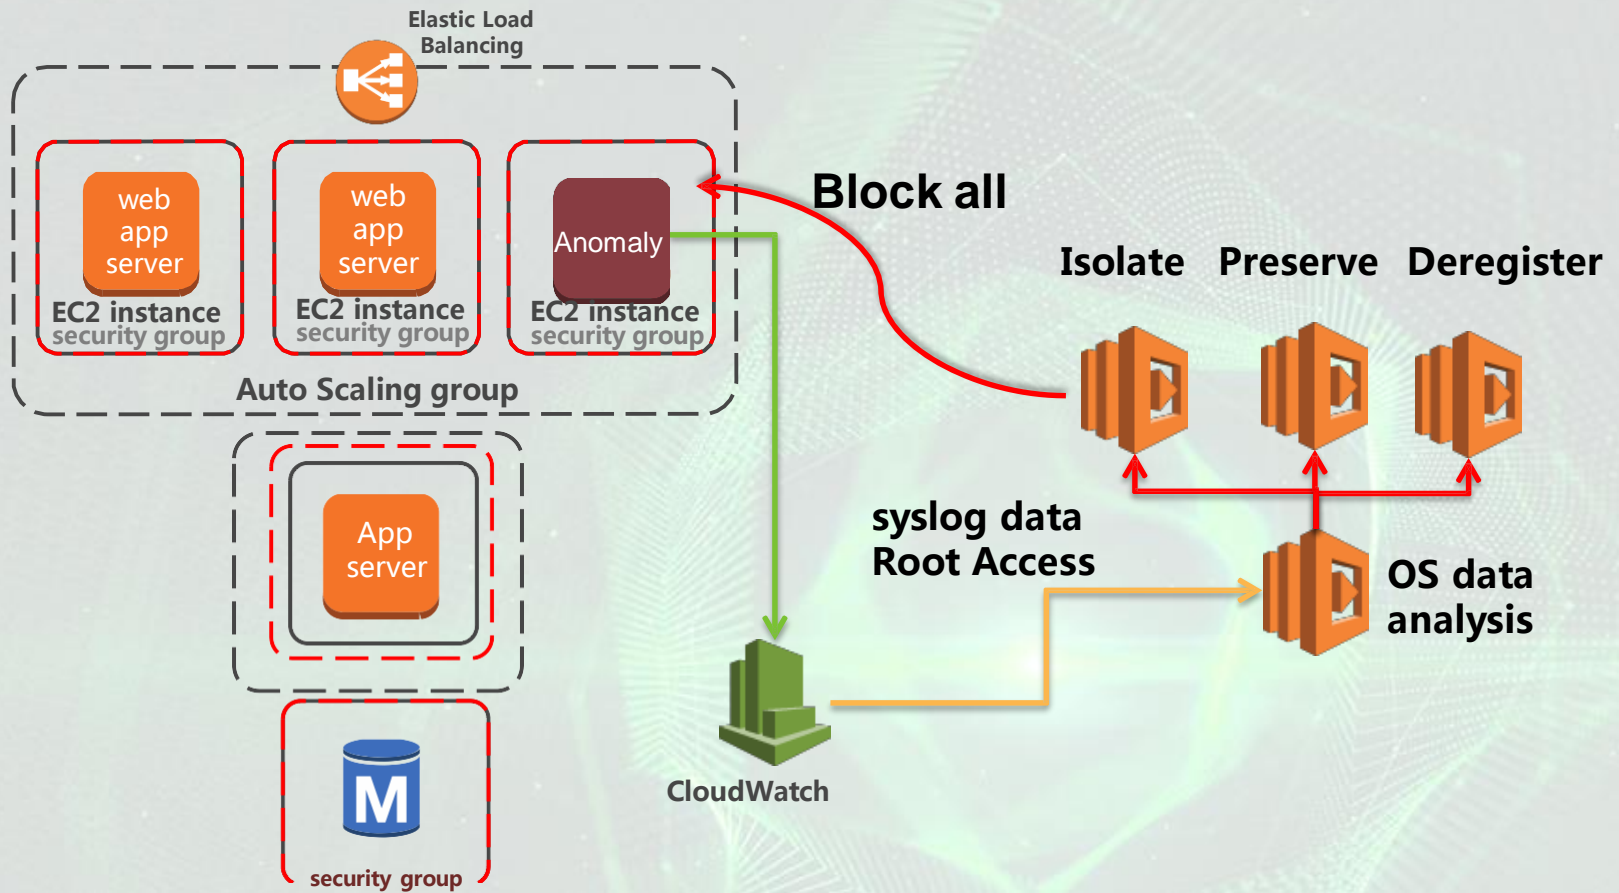 Elastic Load
Balancing
web
app
server
EC2 instance
security group
web
app
server
EC2 instance
security group
Anomaly
EC2 instance
security group
Auto Scaling group
Block all
Isolate
Preserve
Deregister
App
server
syslog data
Root Access
OS data
analysis
CloudWatch
M
security group